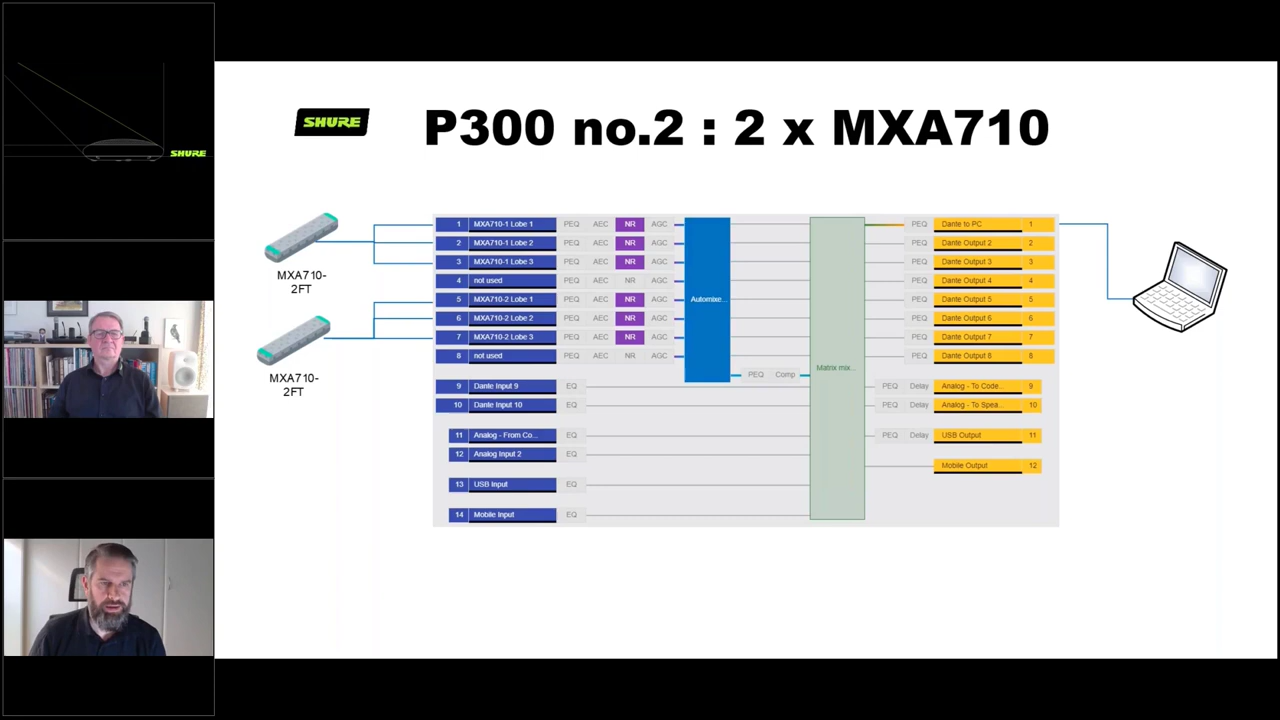 SHURE
SHURE
P300 no.2 : 2 x MXA710
MXA710-
2FT
MXA710-
2FT
1 MXA710-1 Lobe 1 PEQ AEC NR AGC PEQ Dante to PC 1
2 MXA710-1 Lobe 2 PEQ AEC NR AGC PEQ Dante Output 2 2
3 MXA710-1 Lobe 3 PEQ AEC NR AGC PEQ Dante Output 3 3
4 not used PEQ AEC NR AGC PEQ Dante Output 4 4
5 MXA710-2 Lobe 1 PEQ AEC NR AGC Automixe... PEQ Dante Output 5 5
6 MXA710-2 Lobe 2 PEQ AEC NR AGC PEQ Dante Output 6 6
7 MXA710-2 Lobe 3 PEQ AEC NR AGC PEQ Dante Output 7 7
8 not used PEQ AEC NR AGC PEQ Dante Output 8 8
PEQ Comp Matrix mix...
9 Dante Input 9 EQ PEQ Delay Analog - To Code... 9
10 Dante Input 10 EQ PEQ Delay Analog - To Spea... 10
11 Analog - From Co... EQ PEQ Delay USB Output 11
12 Analog Input 2 EQ
Mobile Output 12
13 USB Input EQ
14 Mobile Input EQ